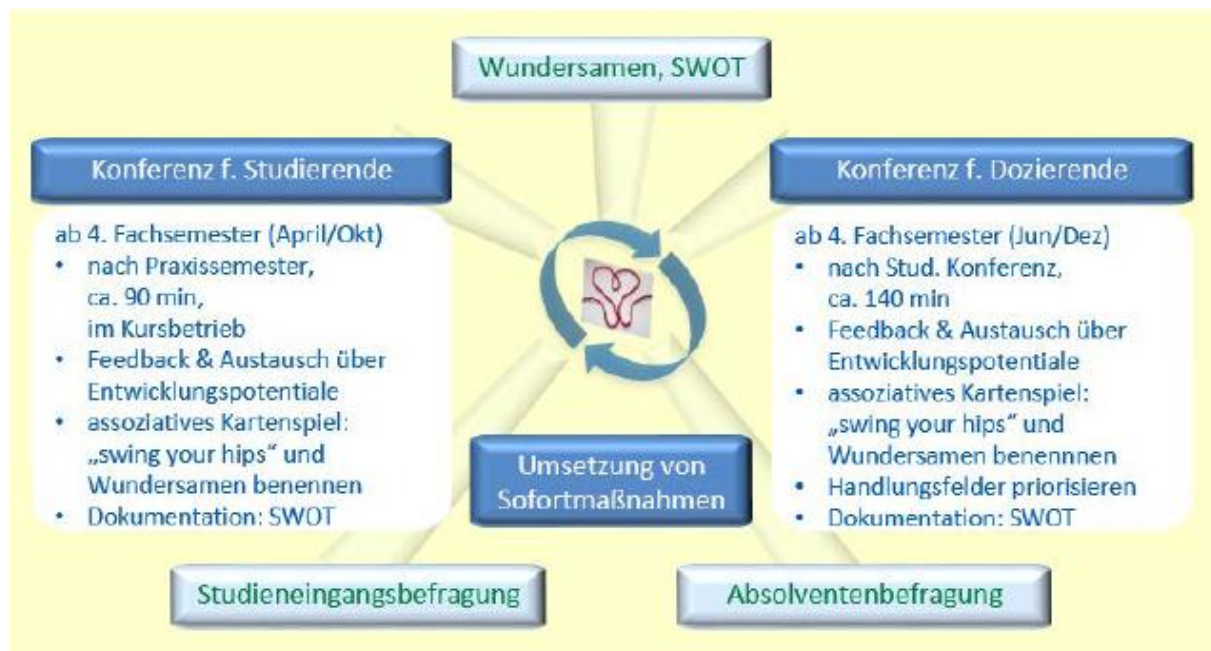 Wundersamen, SWOT
Konferenz f. Studierende
ab 4. Fachsemester (April/Okt)
• nach Praxissemester,
ca. 90 min,
im Kursbetrieb
• Feedback & Austausch über
Entwicklungspotentiale
• assoziatives Kartenspiel:
„swing your hips“ und
Wundersamen benennen
• Dokumentation: SWOT
Konferenz f. Dozierende
ab 4. Fachsemester (Jun/Dez)
• nach Stud. Konferenz,
ca. 140 min
• Feedback & Austausch über
Entwicklungspotentiale
• assoziatives Kartenspiel:
„swing your hips“ und
Wundersamen benennnen
• Handlungsfelder priorisieren
• Dokumentation: SWOT
Umsetzung von
Sofortmaßnahmen
Studieneingangsbefragung
Absolventenbefragung